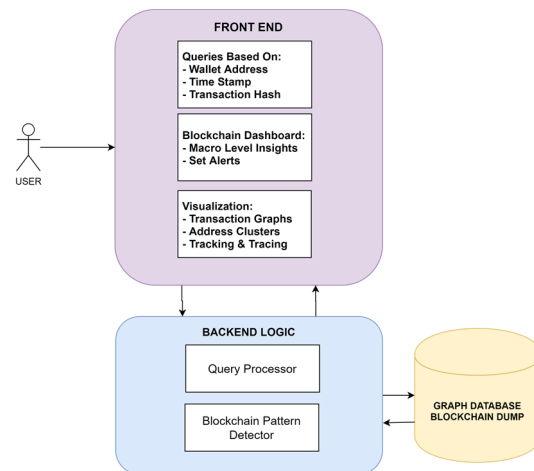 FRONT END
Queries Based On:
- Wallet Address
- Time Stamp
- Transaction Hash
Blockchain Dashboard:
- Macro Level Insights
- Set Alerts
USER
Visualization:
- Transaction Graphs
- Address Clusters
- Tracking & Tracing
BACKEND LOGIC
Query Processor
Blockchain Pattern
Detector
GRAPH DATABASE
BLOCKCHAIN DUMP